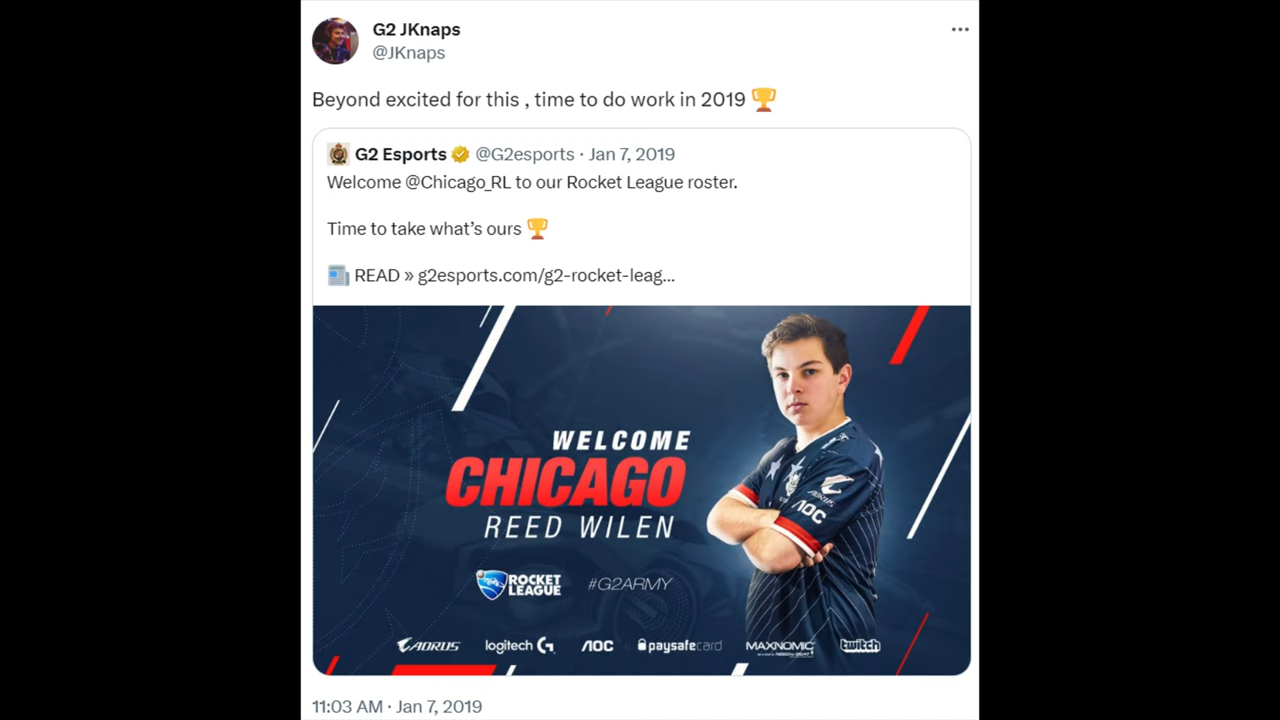 G2 JKnaps
@JKnaps
Beyond excited for this , time to do work in 2019 🏆
G2 Esports @G2esports · Jan 7, 2019
Welcome @Chicago_RL to our Rocket League roster.
Time to take what's ours 🏆
📰 READ » g2esports.com/g2-rocket-leag...
WELCOME
CHICAGO
REED WILEN
AORUS
AOC
ROCKET
LEAGUE
#G2ARMY
AORUS logitech G AOC paysafecard MAXNOMIC twitch
11:03 AM · Jan 7, 2019